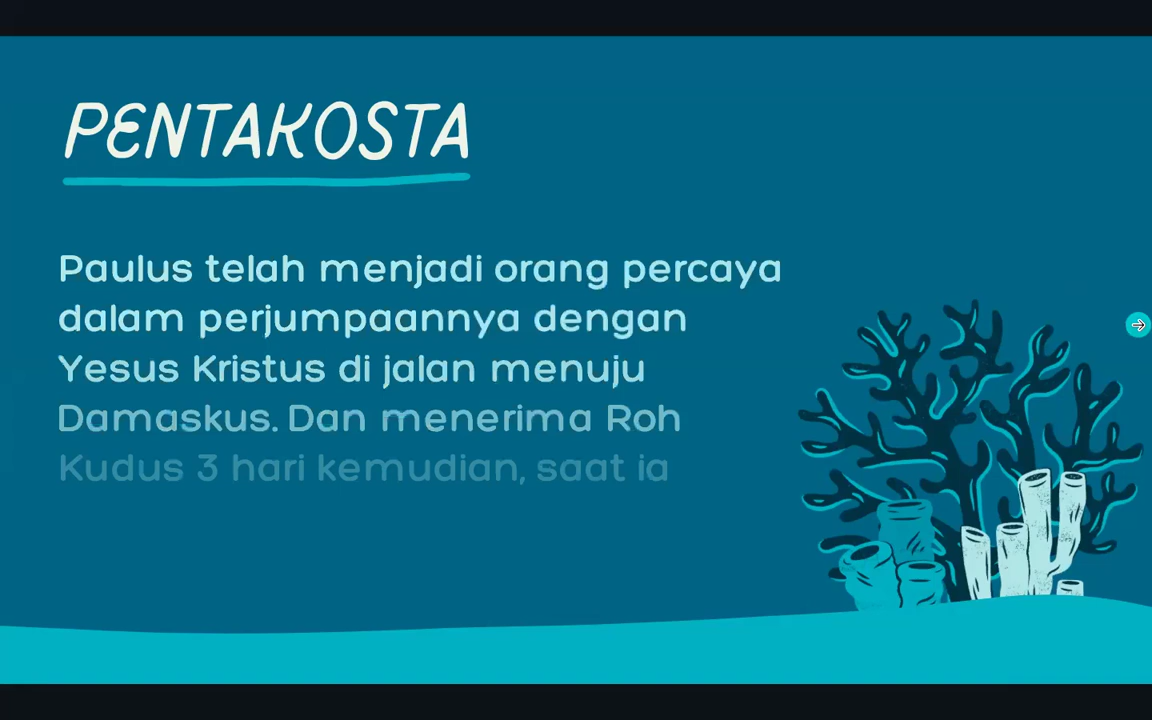 PENTAKOSTA
Paulus telah menjadi orang percaya
dalam perjumpaannya dengan
Yesus Kristus di jalan menuju
Damaskus. Dan menerima Roh
Kudus 3 hari kemudian, saat ia